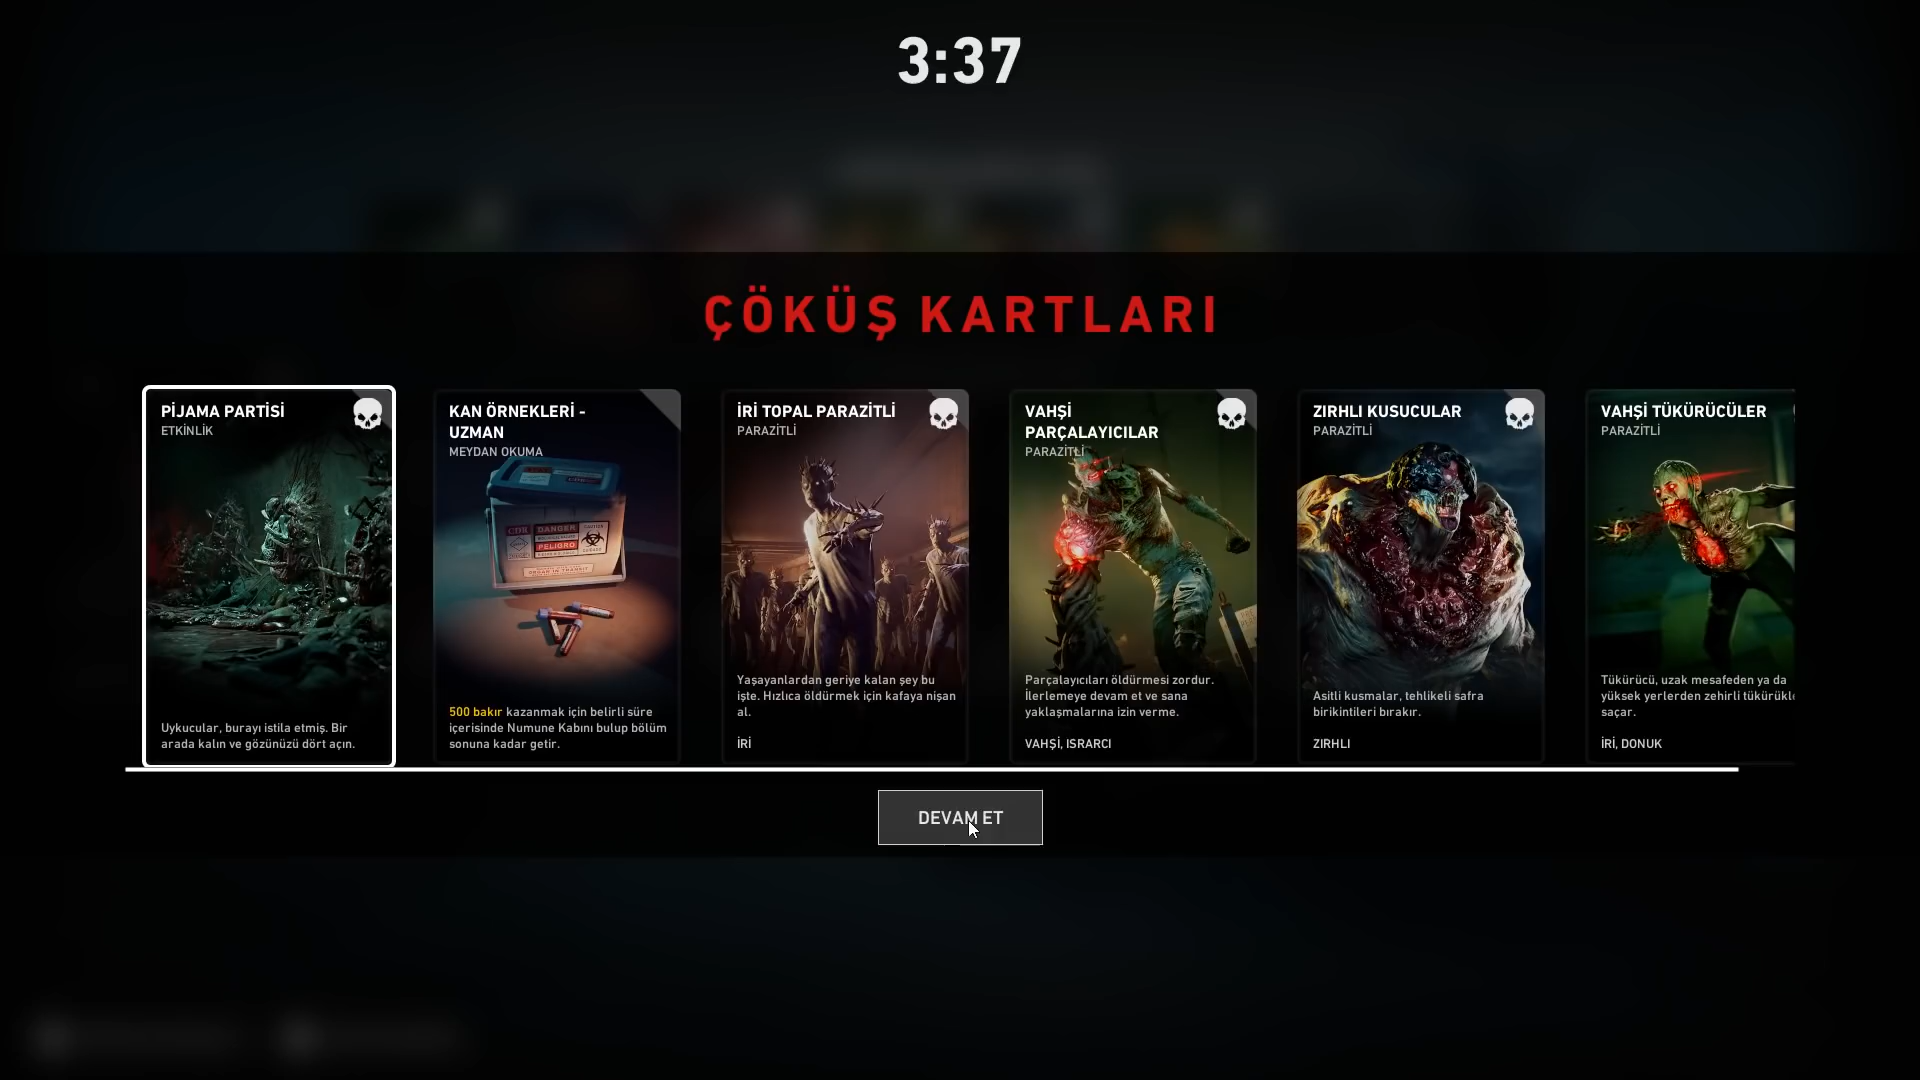 3:37
ÇÖKÜŞ KARTLARI
PİJAMA PARTİSİ
ETKİNLİK
Uykucular, burayı istila etmiş. Bir
arada kalın ve gözünüzü dört açın.
KAN ÖRNEKLERİ -
UZMAN
MEYDAN OKUMA
DANGER
PELIGRO
500 bakır kazanmak için belirli süre
içerisinde Numune Kabını bulup bölüm
sonuna kadar getir.
İRİ TOPAL PARAZİTLİ
PARAZİTLİ
Yaşayanlardan geriye kalan şey bu
işte. Hızlıca öldürmek için kafaya nişan
al.
İRİ
VAHŞİ
PARÇALAYICILAR
PARAZİTLİ
Parçalayıcıları öldürmesi zordur.
İlerlemeye devam et ve sana
yaklaşmalarına izin verme.
VAHŞİ, ISRARCI
ZIRHLI KUSUCULAR
PARAZİTLİ
Asitli kusmalar, tehlikeli safra
birikintileri bırakır.
ZIRHLI
VAHŞİ TÜKÜRÜCÜLER
PARAZİTLİ
Tükürücü, uzak mesafeden ya da
yüksek yerlerden zehirli tükürükle
saçar.
İRİ, DONUK
DEVAM ET